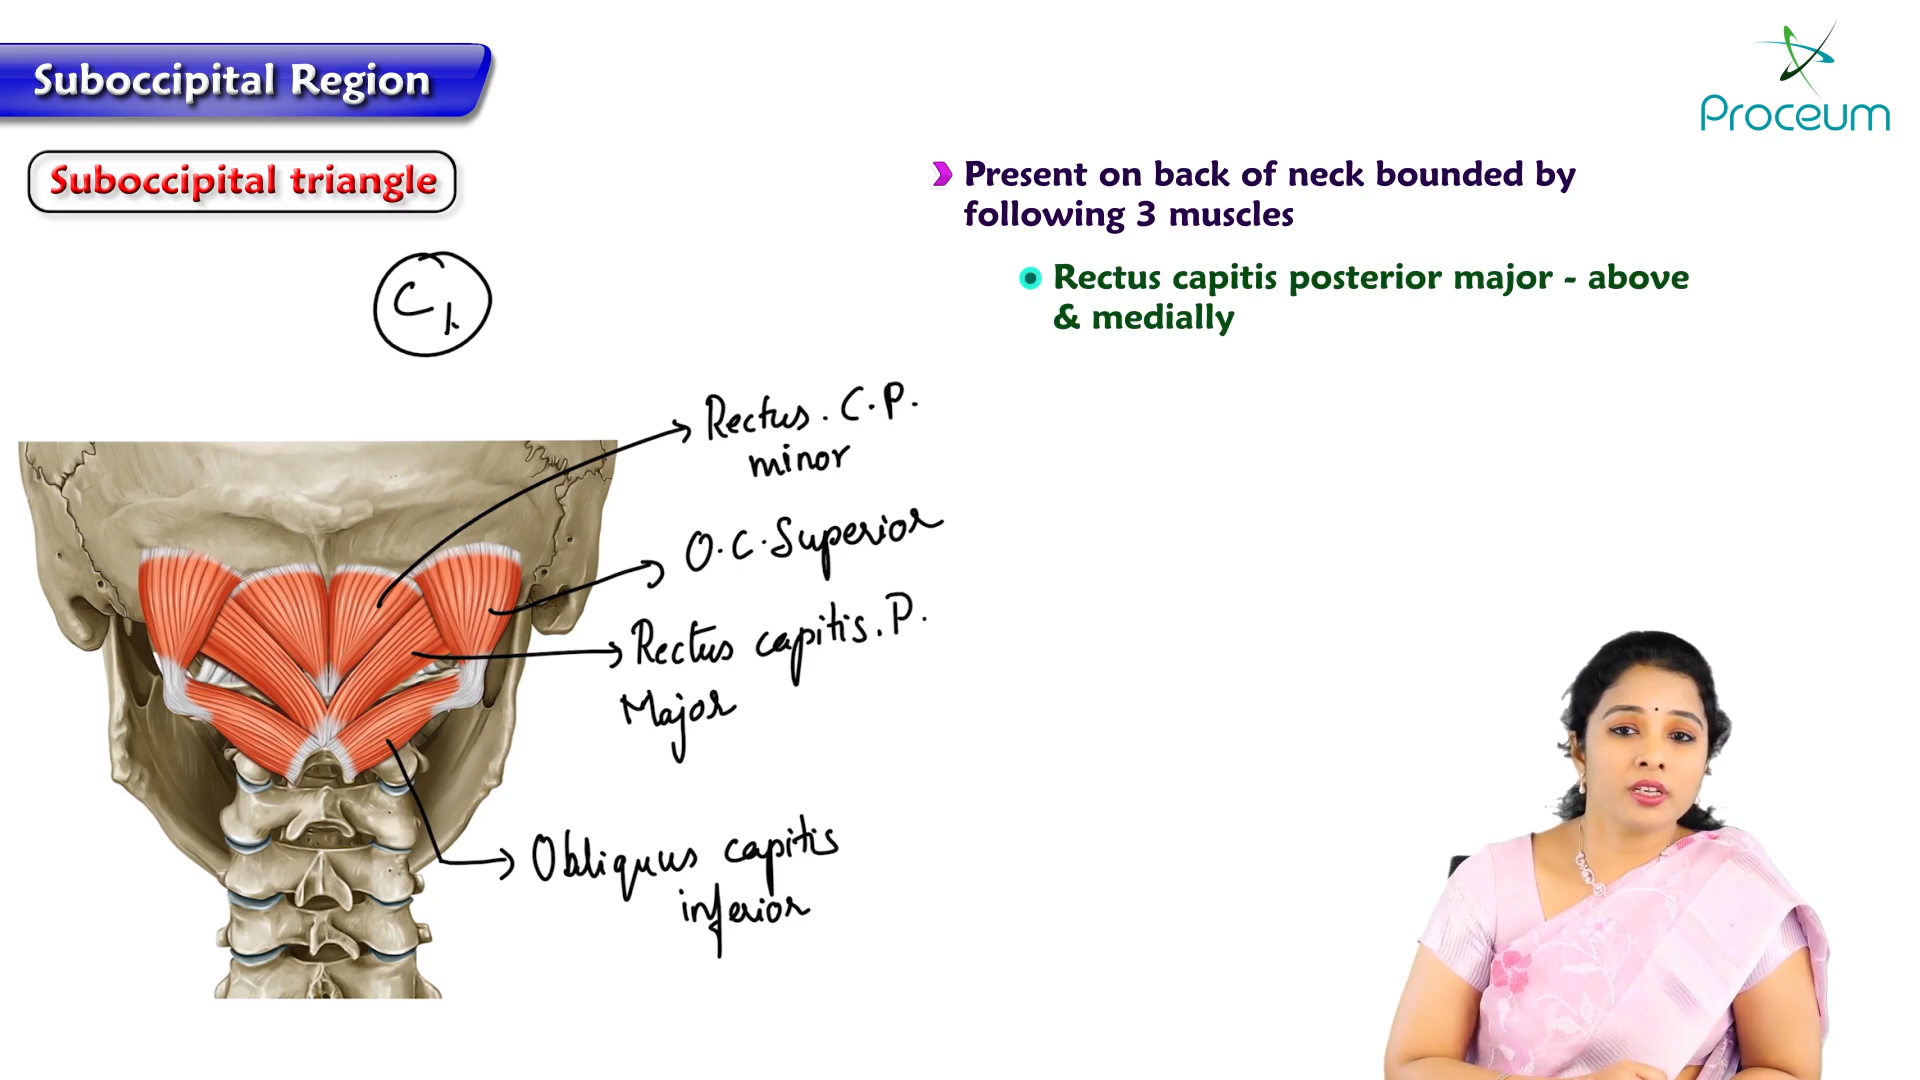 Suboccipital Region
Proceum
Suboccipital triangle
Present on back of neck bounded by
following 3 muscles
Rectus capitis posterior major - above
& medially
C1
Rectus. C.P.
minor
O.C. Superior
Rectus capitis. P.
Major
Obliquus capitis
inferior